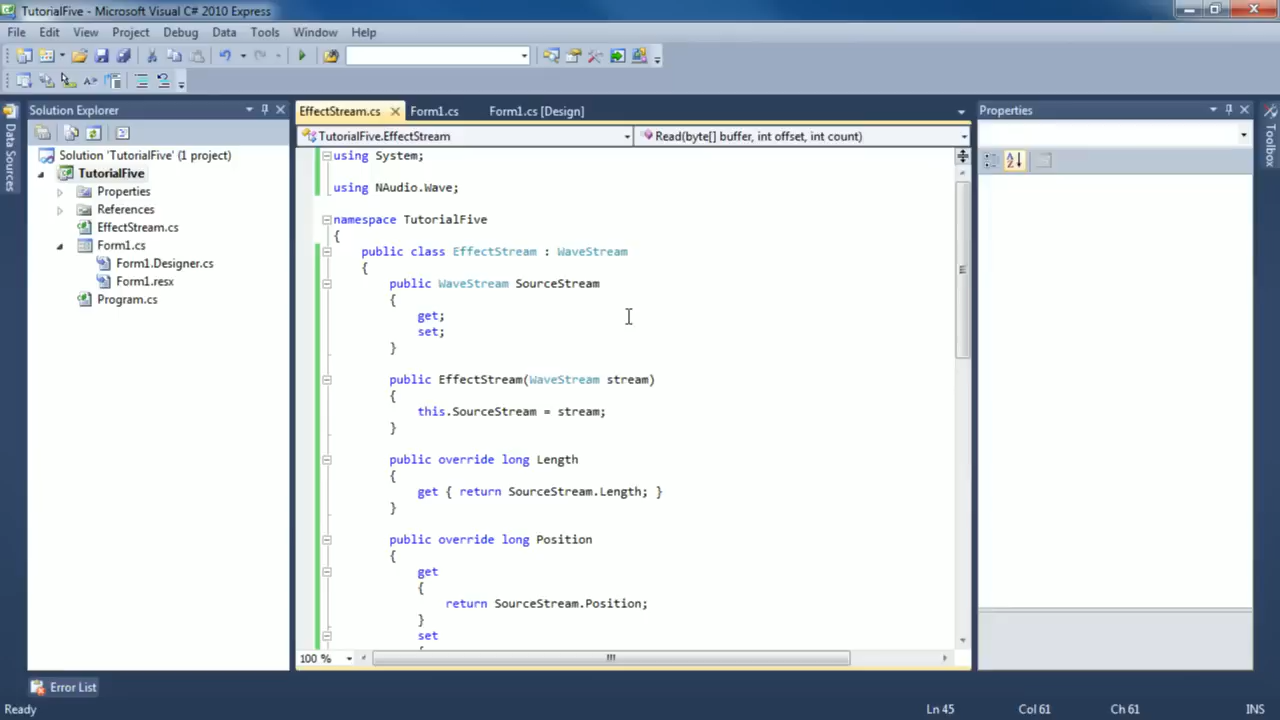 TutorialFive - Microsoft Visual C# 2010 Express
File Edit View Project Debug Data Tools Window Help
Data Sources
Solution Explorer
Solution 'TutorialFive' (1 project)
TutorialFive
Properties
References
EffectStream.cs
Form1.cs
Form1.Designer.cs
Form1.resx
Program.cs
EffectStream.cs Form1.cs Form1.cs [Design]
TutorialFive.EffectStream Read(byte[] buffer, int offset, int count)
using System;
using NAudio.Wave;
namespace TutorialFive
{
public class EffectStream : WaveStream
{
public WaveStream SourceStream
{
get;
set;
}
public EffectStream(WaveStream stream)
{
this.SourceStream = stream;
}
public override long Length
{
get { return SourceStream.Length; }
}
public override long Position
{
get
{
return SourceStream.Position;
}
set
100 %
Properties
Toolbox
Error List
Ready Ln 45 Col 61 Ch 61 INS